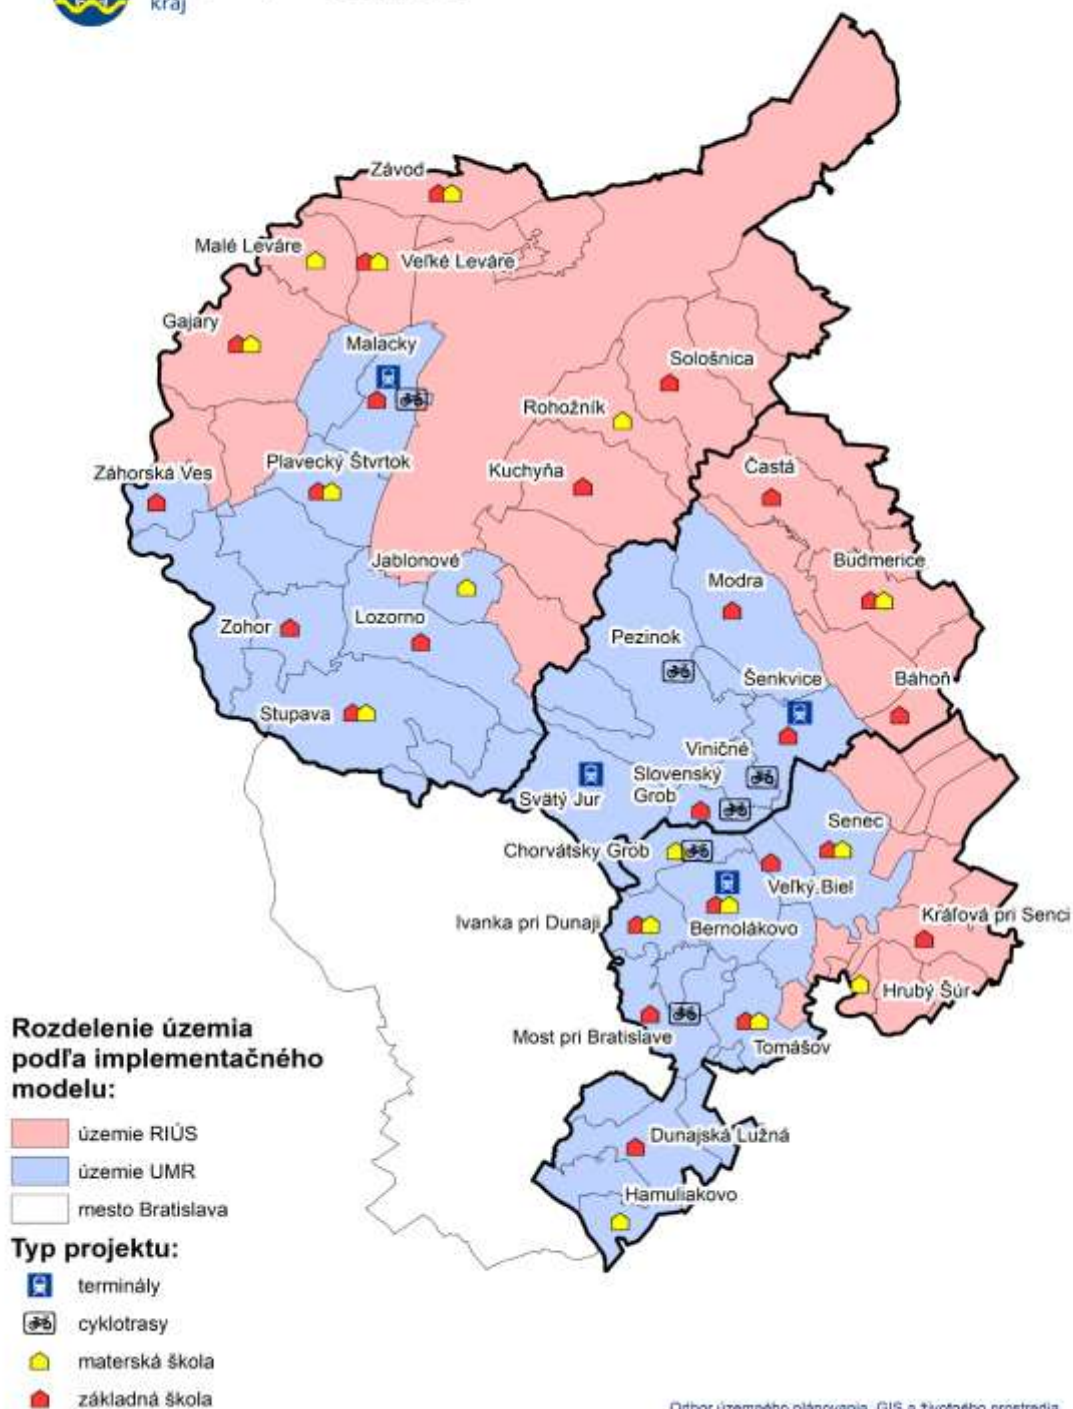 kraj
Závod
Malé Leváre
Veľké Leváre
Gajary
Malacky
Sološnica
Rohožník
Kuchyňa
Častá
Záhorská Ves
Plavecký Štvrtok
Jablonové
Budmerice
Modra
Zohor
Lozorno
Pezinok
Šenkvice
Báhoň
Stupava
Viničné
Slovenský
Grob
Svätý Jur
Senec
Chorvátsky Grob
Veľký Biel
Kráľová pri Senci
Ivanka pri Dunaji
Bernolákovo
Hrubý Šúr
Most pri Bratislave
Tomášov
Dunajská Lužná
Hamuliakovo
Rozdelenie územia
podľa implementačného
modelu:
územie RIÚS
územie UMR
mesto Bratislava
Typ projektu:
terminály
cyklotrasy
materská škola
základná škola
Odbor územného plánovania, GIS a životného prostredia